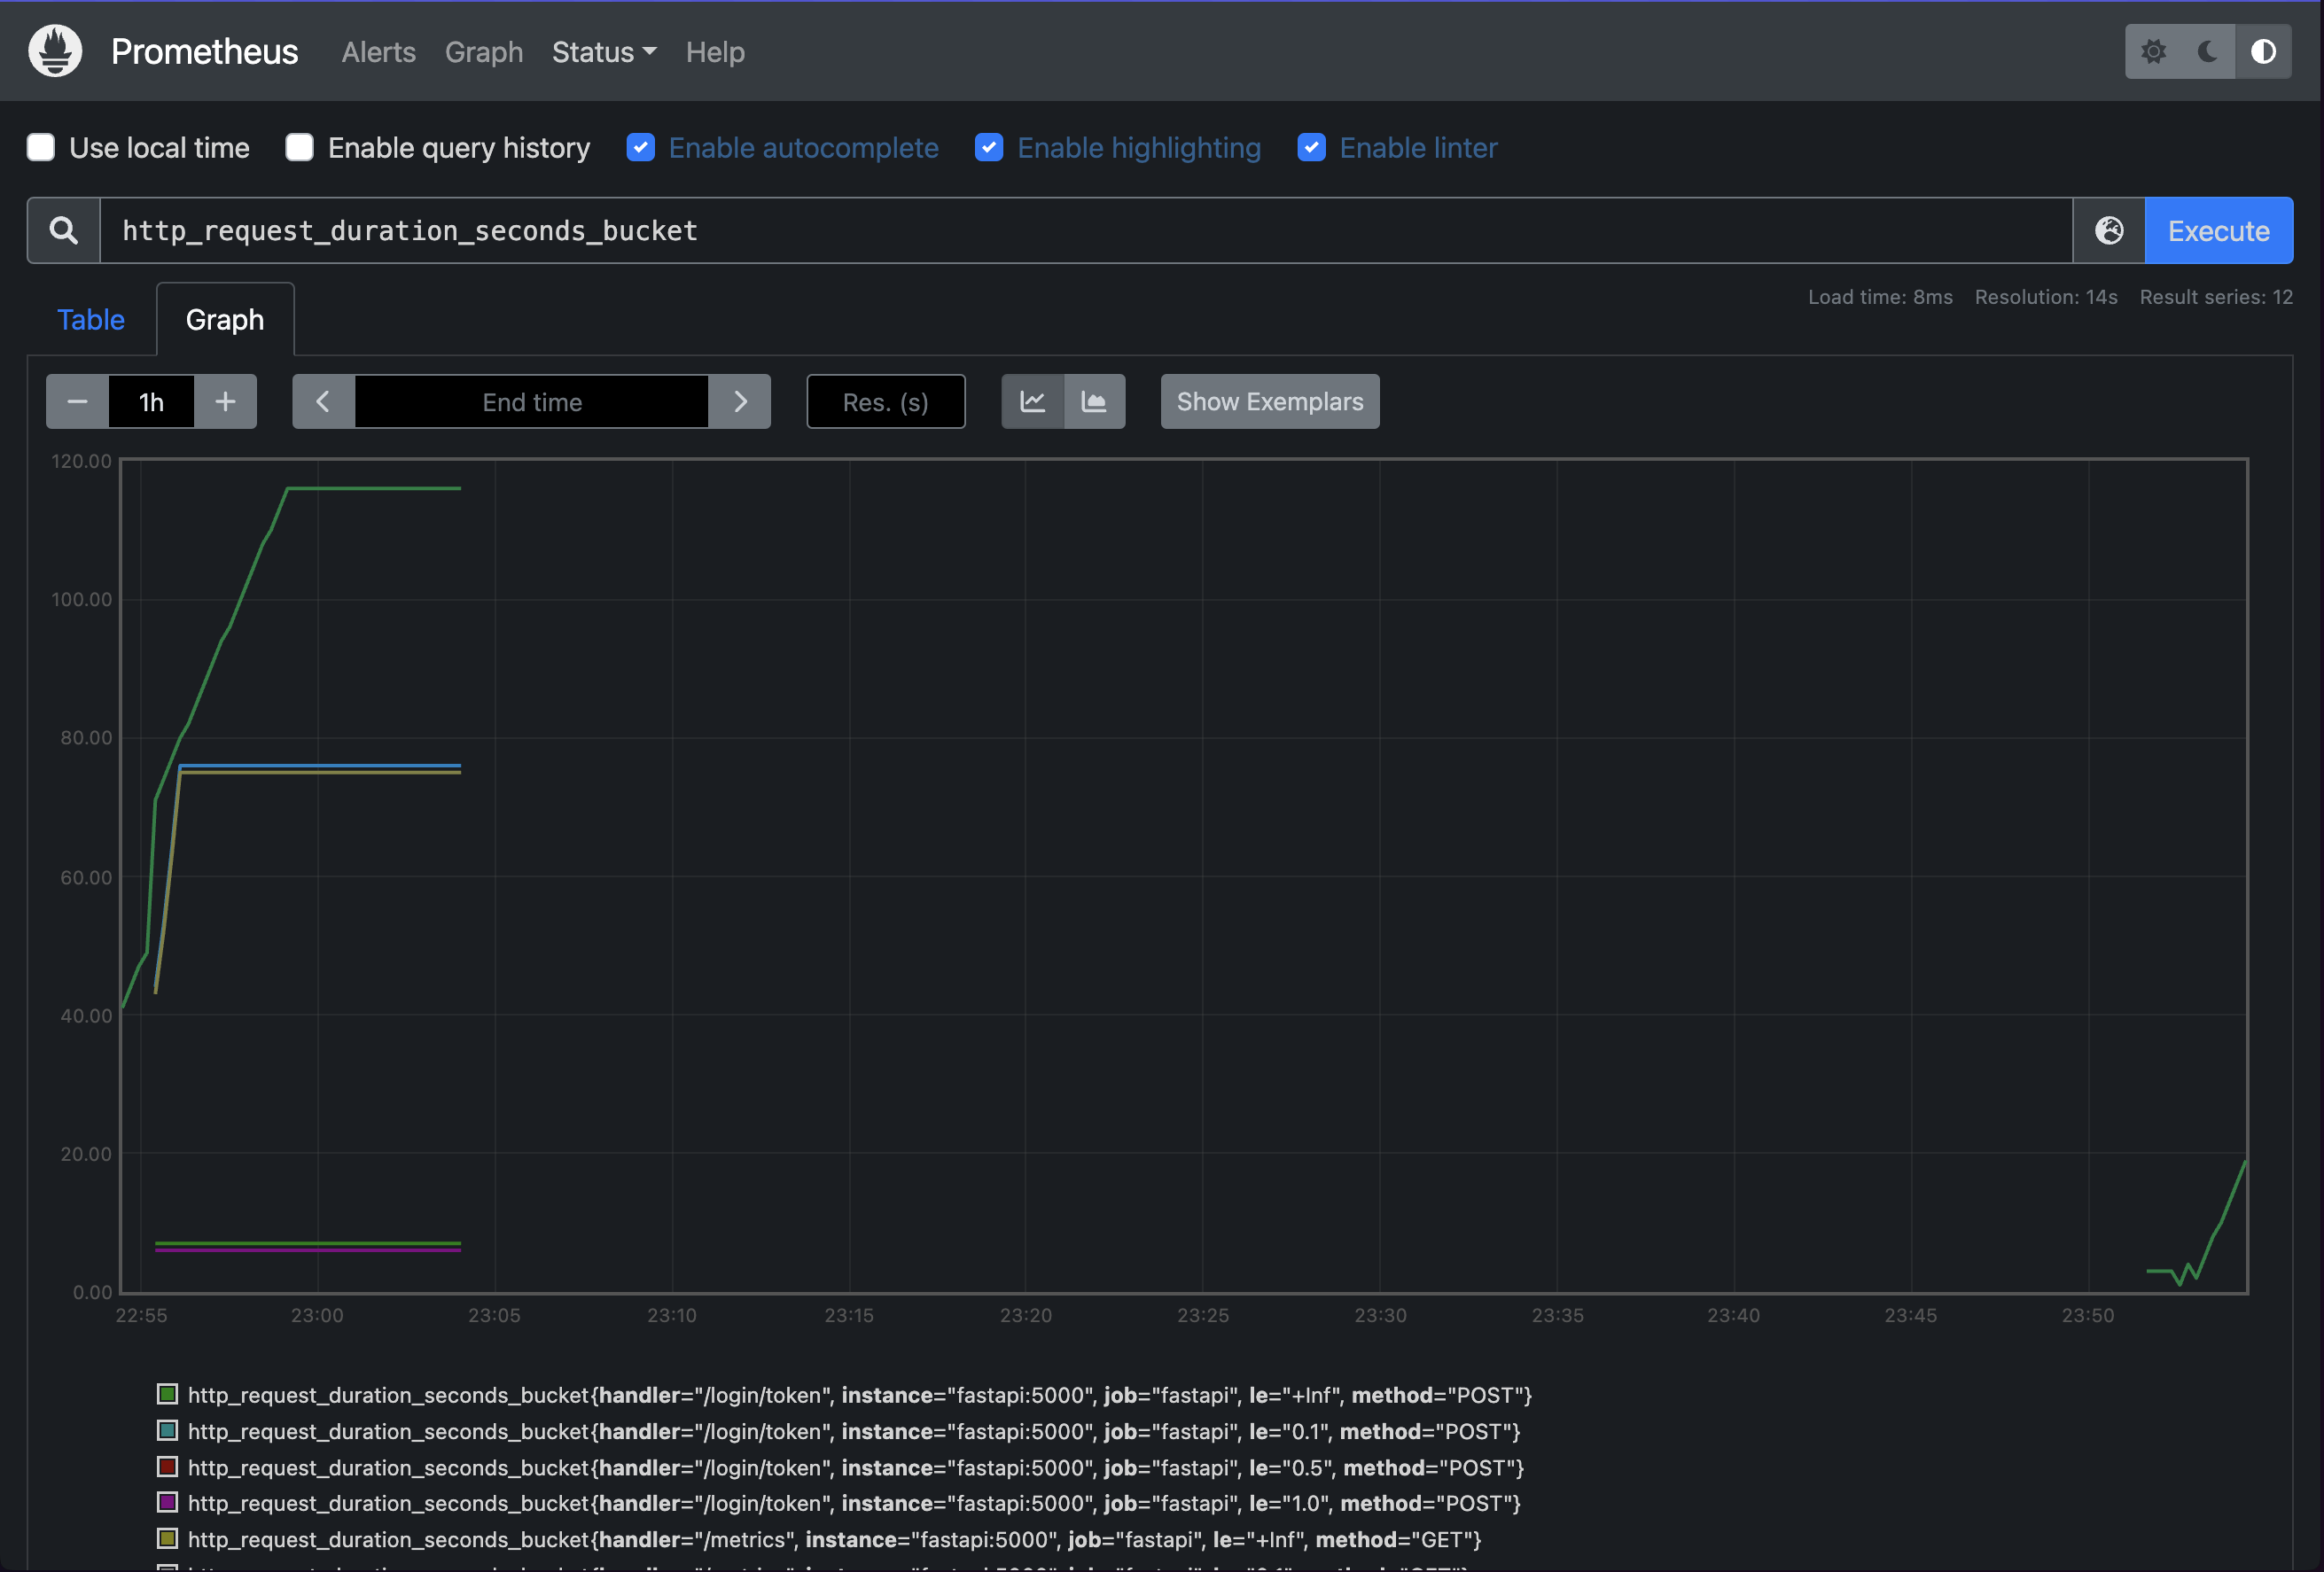 Prometheus Alerts Graph Status Help
Use local time Enable query history Enable autocomplete Enable highlighting Enable linter
http_request_duration_seconds_bucket Execute
Table Graph Load time: 8ms Resolution: 14s Result series: 12
1h End time Res. (s) Show Exemplars
120.00
100.00
80.00
60.00
40.00
20.00
0.00
22:55 23:00 23:05 23:10 23:15 23:20 23:25 23:30 23:35 23:40 23:45 23:50
http_request_duration_seconds_bucket{handler="/login/token", instance="fastapi:5000", job="fastapi", le="+Inf", method="POST"}
http_request_duration_seconds_bucket{handler="/login/token", instance="fastapi:5000", job="fastapi", le="0.1", method="POST"}
http_request_duration_seconds_bucket{handler="/login/token", instance="fastapi:5000", job="fastapi", le="0.5", method="POST"}
http_request_duration_seconds_bucket{handler="/login/token", instance="fastapi:5000", job="fastapi", le="1.0", method="POST"}
http_request_duration_seconds_bucket{handler="/metrics", instance="fastapi:5000", job="fastapi", le="+Inf", method="GET"}